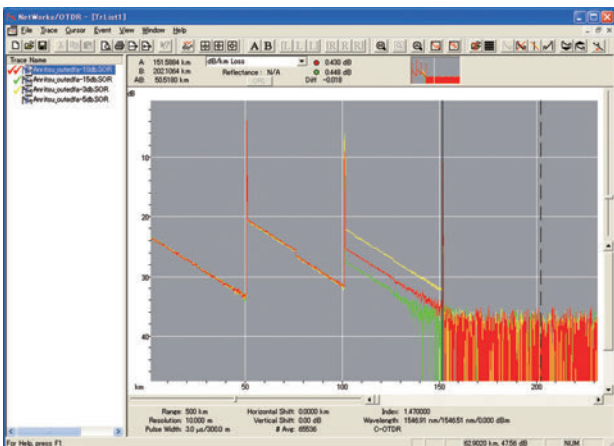 NetWorks/OTDR - [TrList1]
File Trace Cursor Event View Window Help
Trace Name
Anritsu_outedfa-10db.SOR
Anritsu_outedfa-15db.SOR
Anritsu_outedfa-3db.SOR
Anritsu_outedfa-5db.SOR
A: 151.5884 km dB/km Loss 0.430 dB
B: 202.1064 km Reflectance : N/A 0.448 dB
AB: 50.5180 km Diff -0.018
dB
10
20
30
40
km 50 100 150 200
Range: 500 km Horizontal Shift: 0.0000 km Index: 1.470000
Resolution: 10.000 m Vertical Shift: 0.00 dB Wavelength: 1546.91 nm/1546.51 nm/0.000 dBm
Pulse Width: 3.0 µs/300.0 m # Avg: 65536 C-OTDR
For Help, press F1 62.9020 km, 47.56 dB NUM